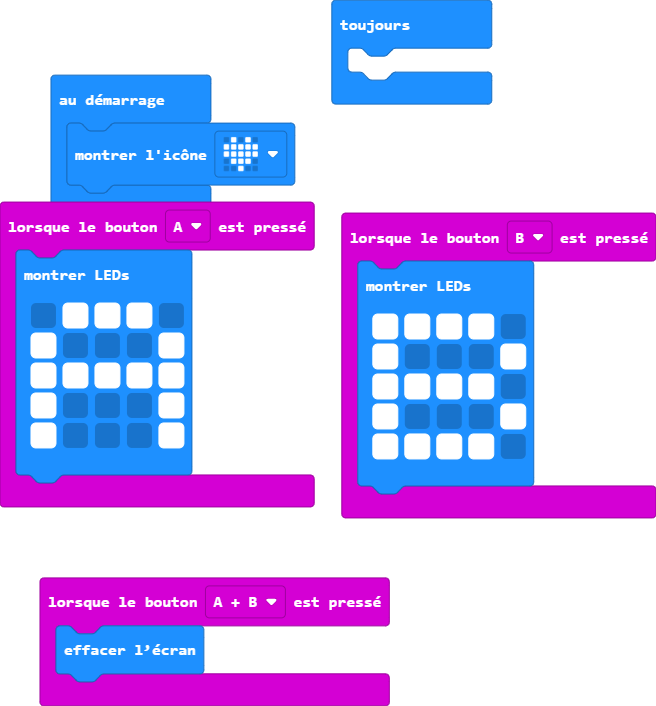 toujours
au démarrage
montrer l'icône
lorsque le bouton A est pressé
montrer LEDs
lorsque le bouton B est pressé
montrer LEDs
lorsque le bouton A + B est pressé
effacer l’écran